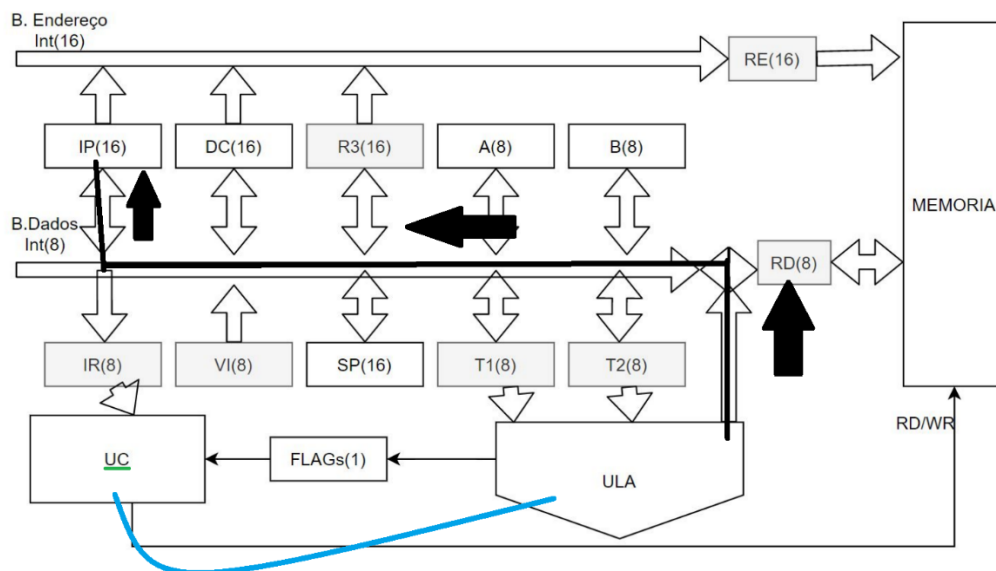 B. Endereço
Int(16)
RE(16)
IP(16)
DC(16)
R3(16)
A(8)
B(8)
MEMORIA
B.Dados
Int(8)
RD(8)
IR(8)
VI(8)
SP(16)
T1(8)
T2(8)
RD/WR
UC
FLAGs(1)
ULA